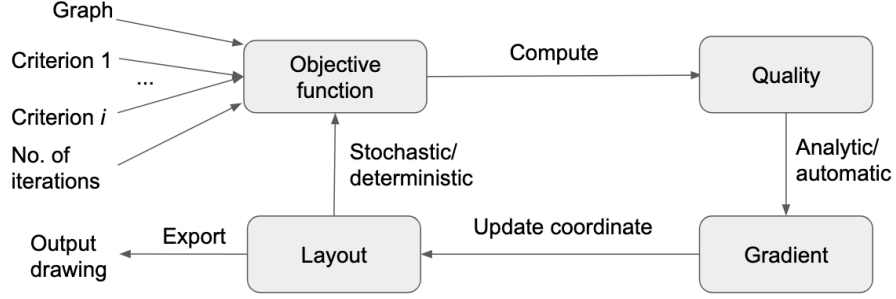 Graph
Criterion 1
...
Criterion i
No. of
iterations
Objective
function
Compute
Quality
Stochastic/
deterministic
Analytic/
automatic
Output
drawing
Export
Layout
Update coordinate
Gradient